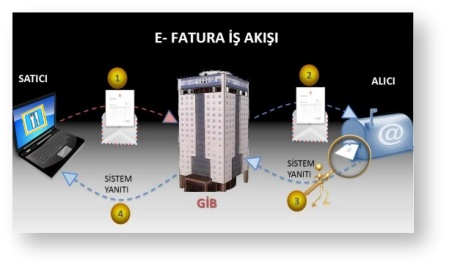 E- FATURA İŞ AKIŞI
SATICI
1
2
ALICI
@
SİSTEM
YANITI
4
GİB
SİSTEM
YANITI
3